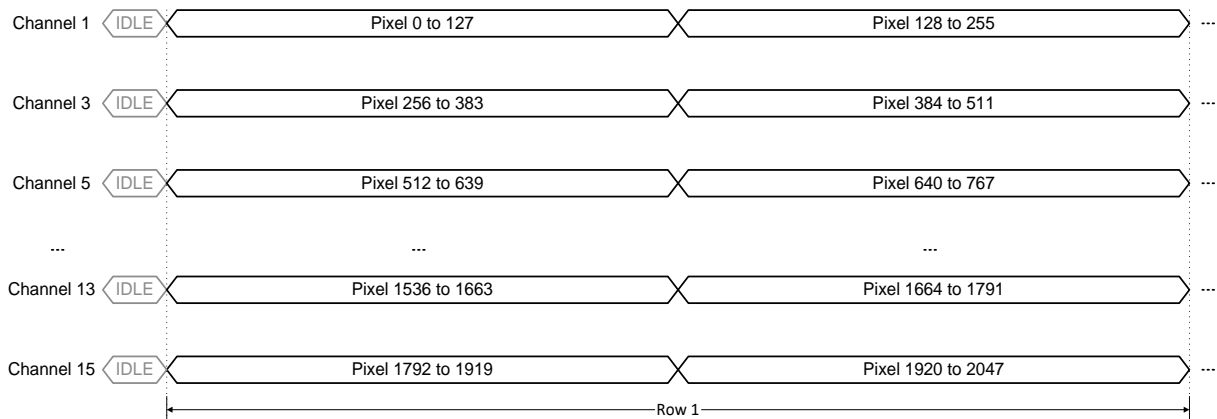 Channel 1 IDLE Pixel 0 to 127 Pixel 128 to 255 ---
Channel 3 IDLE Pixel 256 to 383 Pixel 384 to 511 ---
Channel 5 IDLE Pixel 512 to 639 Pixel 640 to 767 ---
--- --- ---
Channel 13 IDLE Pixel 1536 to 1663 Pixel 1664 to 1791 ---
Channel 15 IDLE Pixel 1792 to 1919 Pixel 1920 to 2047 ---
Row 1